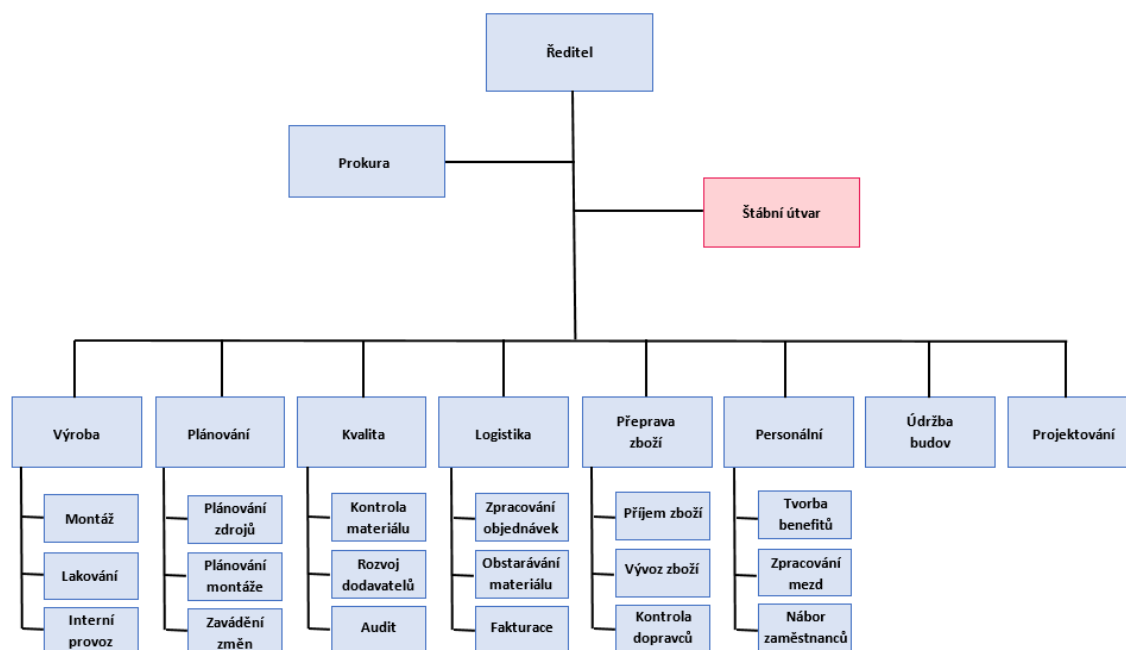 Ředitel
Prokura
Štábní útvar
Výroba
Plánování
Kvalita
Logistika
Přeprava
zboží
Personální
Údržba
budov
Projektování
Montáž
Lakování
Interní
provoz
Plánování
zdrojů
Plánování
montáže
Zavádění
změn
Kontrola
materiálu
Rozvoj
dodavatelů
Audit
Zpracování
objednávek
Obstarávání
materiálu
Fakturace
Příjem zboží
Vývoz zboží
Kontrola
dopravců
Tvorba
benefitů
Zpracování
mezd
Nábor
zaměstnanců